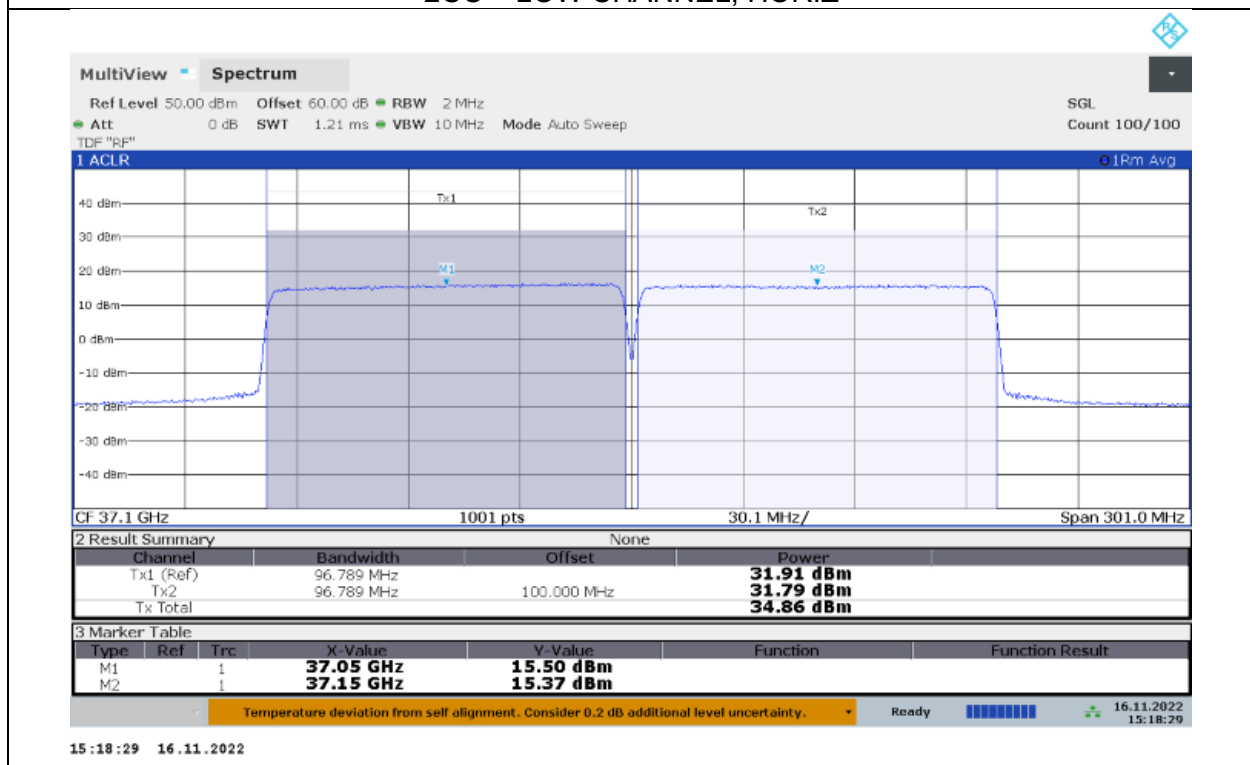 R&S
MultiView Spectrum
Ref Level 50.00 dBm Offset 60.00 dB RBW 2 MHz SGL
Att 0 dB SWT 1.21 ms VBW 10 MHz Mode Auto Sweep Count 100/100
TDF "RF"
1 ACLR 1Rm Avg
Tx1
40 dBm
Tx2
30 dBm
20 dBm
M1 M2
10 dBm
0 dBm
-10 dBm
-20 dBm
-30 dBm
-40 dBm
CF 37.1 GHz 1001 pts 30.1 MHz/ Span 301.0 MHz
2 Result Summary None
Channel Bandwidth Offset Power
Tx1 (Ref) 96.789 MHz 31.91 dBm
Tx2 96.789 MHz 100.000 MHz 31.79 dBm
Tx Total 34.86 dBm
3 Marker Table
Type Ref Trc X-Value Y-Value Function Function Result
M1 1 37.05 GHz 15.50 dBm
M2 1 37.15 GHz 15.37 dBm
Temperature deviation from self alignment. Consider 0.2 dB additional level uncertainty. Ready 16.11.2022
15:18:29
15:18:29 16.11.2022